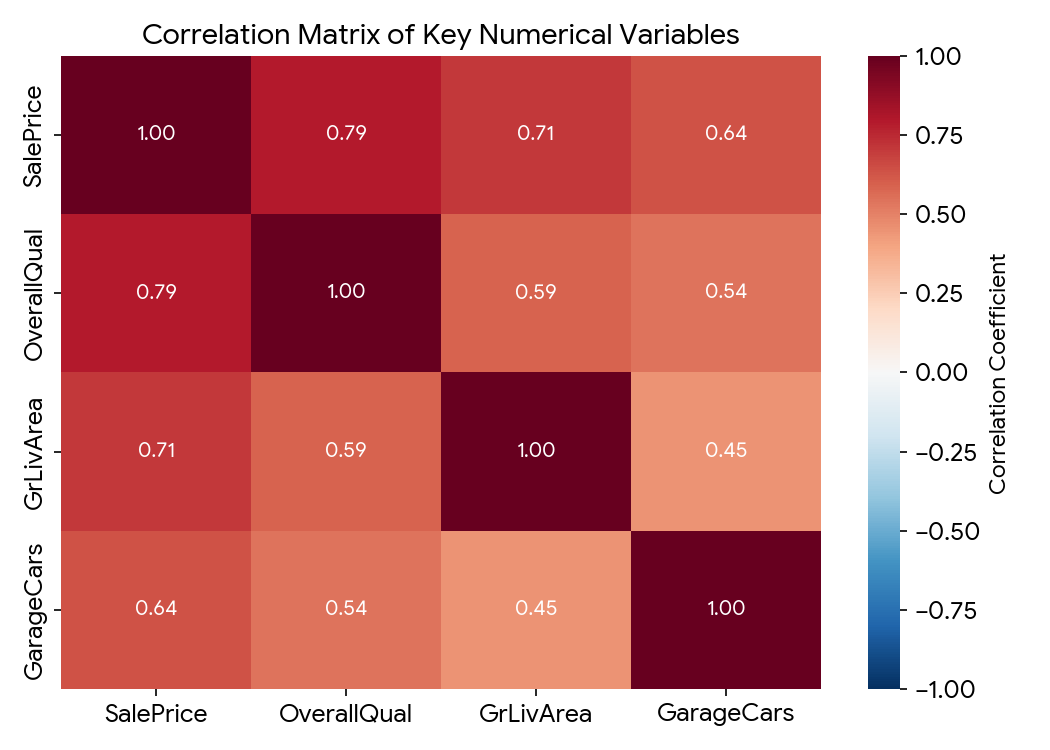 Correlation Matrix of Key Numerical Variables
SalePrice
1.00 0.79 0.71 0.64
OverallQual
0.79 1.00 0.59 0.54
GrLivArea
0.71 0.59 1.00 0.45
GarageCars
0.64 0.54 0.45 1.00
SalePrice OverallQual GrLivArea GarageCars
1.00
0.75
0.50
0.25
0.00
−0.25
−0.50
−0.75
−1.00
Correlation Coefficient